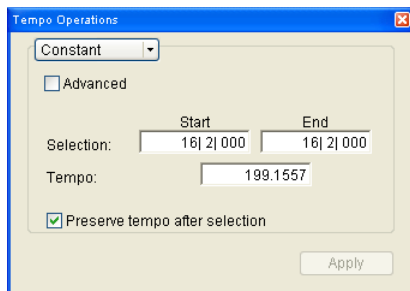 Tempo Operations
Constant
Advanced
Start End
Selection: 16| 2| 000 16| 2| 000
Tempo: 199.1557
Preserve tempo after selection
Apply